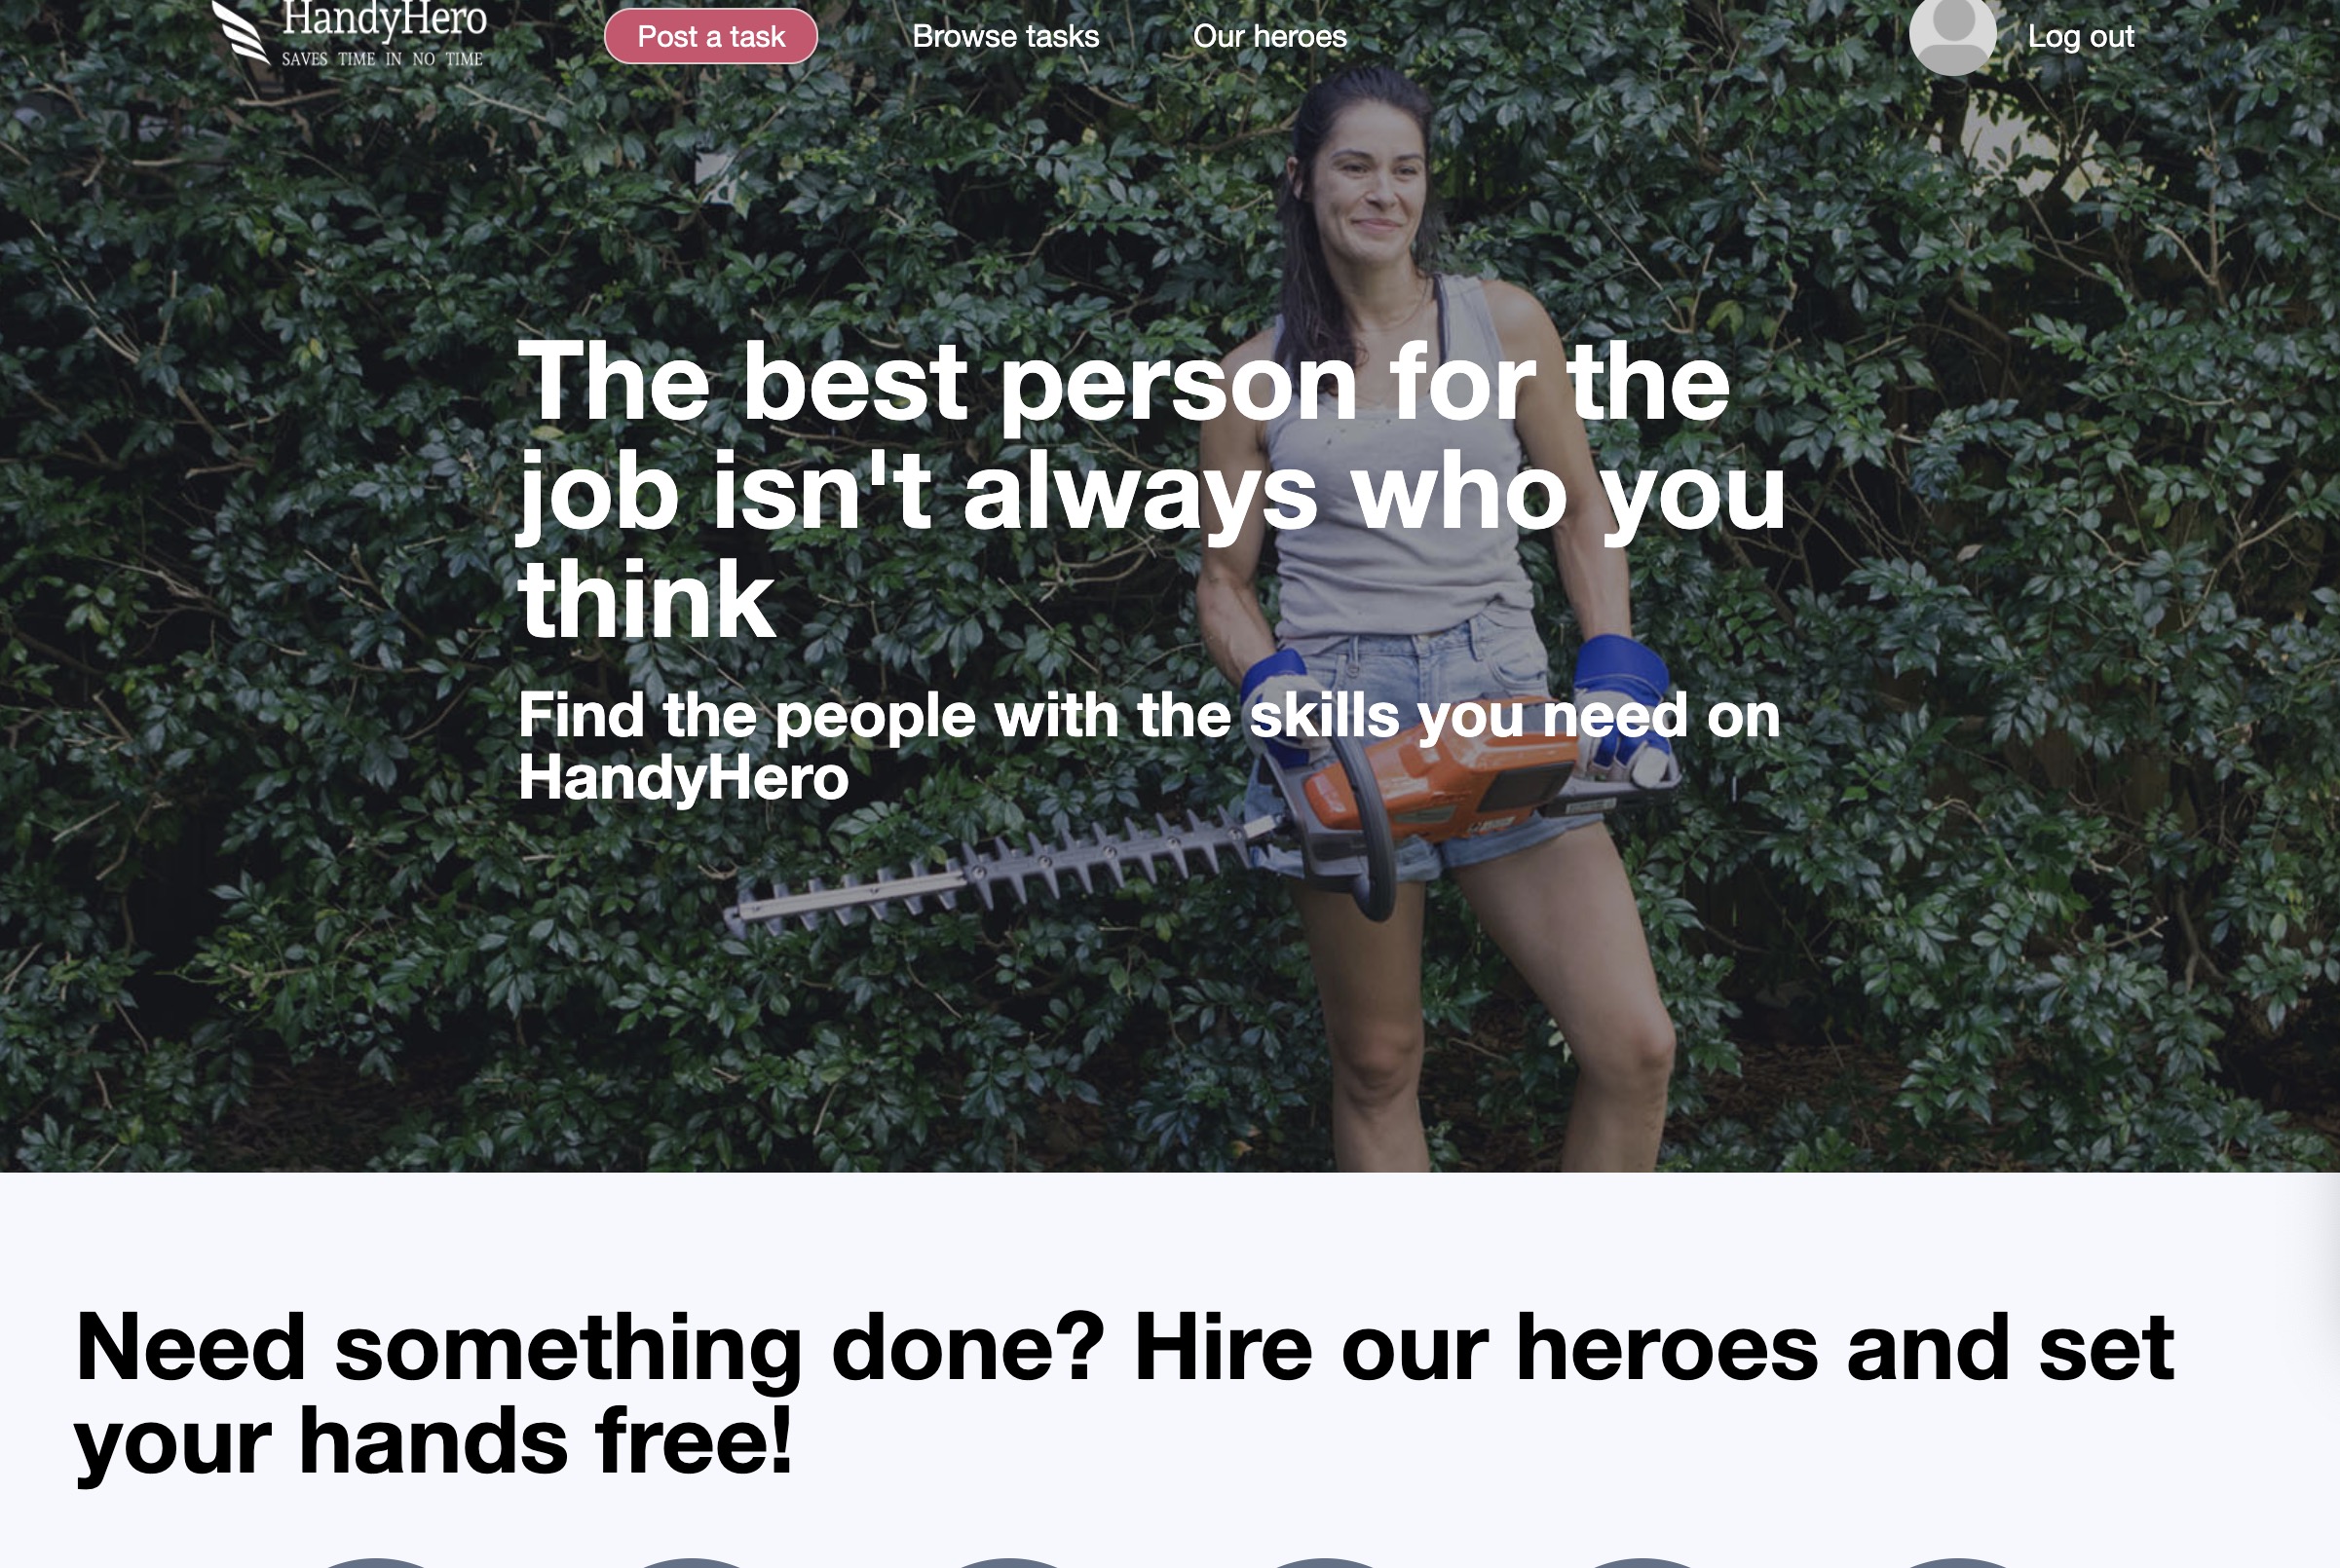 HandyHero
SAVES TIME IN NO TIME
Post a task
Browse tasks
Our heroes
Log out
The best person for the
job isn't always who you
think
Find the people with the skills you need on
HandyHero
Need something done? Hire our heroes and set
your hands free!